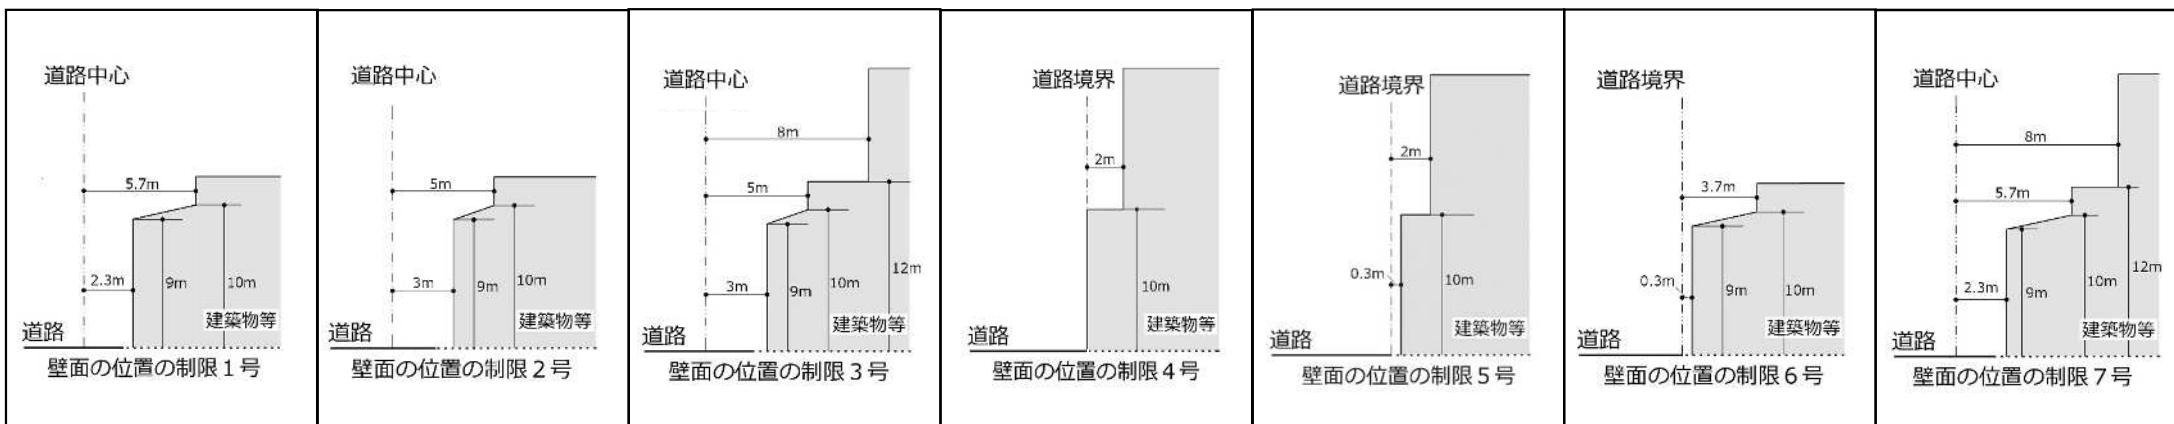 道路中心
5.7m
2.3m
9m
10m
建築物等
道路
壁面の位置の制限１号
道路中心
5m
3m
9m
10m
建築物等
道路
壁面の位置の制限２号
道路中心
8m
5m
3m
9m
10m
12m
建築物等
道路
壁面の位置の制限３号
道路境界
2m
10m
建築物等
道路
壁面の位置の制限４号
道路境界
2m
0.3m
10m
建築物等
道路
壁面の位置の制限５号
道路境界
3.7m
0.3m
9m
10m
建築物等
道路
壁面の位置の制限６号
道路中心
8m
5.7m
2.3m
9m
10m
12m
建築物等
道路
壁面の位置の制限７号